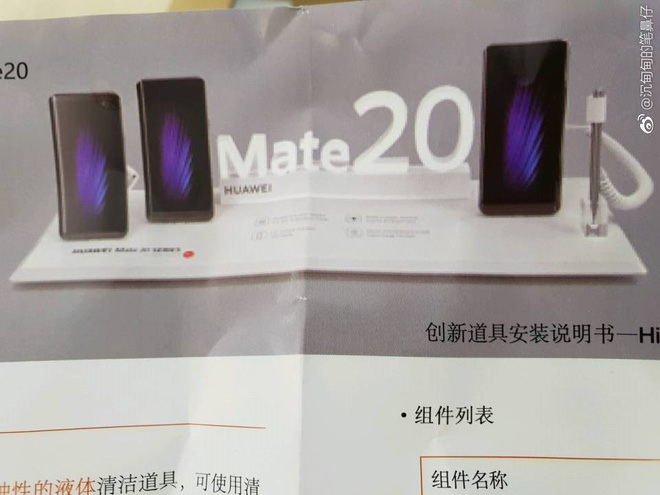 e20
@沉甸甸的笔鼻仔
Mate20
HUAWEI
HUAWEI Mate 20 SERIES
创新道具安装说明书—Hi
• 组件列表
组件名称
性的液体清洁道具，可使用清